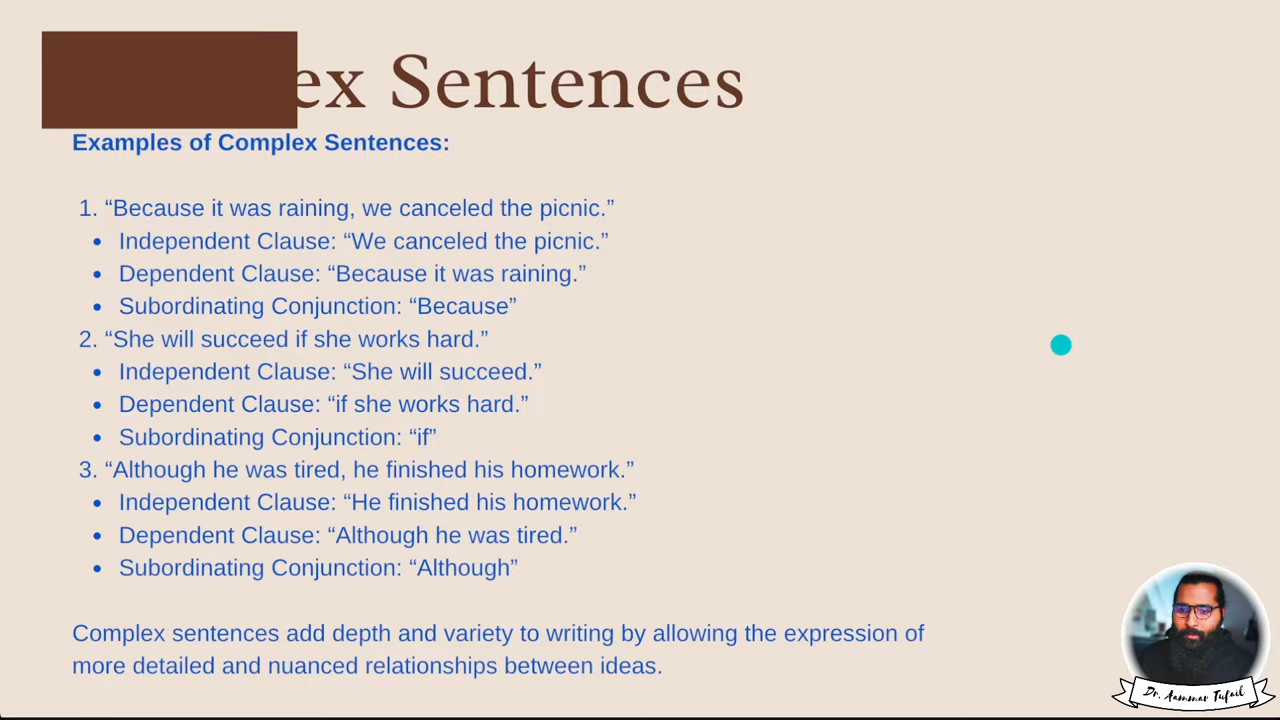 ex Sentences
Examples of Complex Sentences:
1. “Because it was raining, we canceled the picnic.”
• Independent Clause: “We canceled the picnic.”
• Dependent Clause: “Because it was raining.”
• Subordinating Conjunction: “Because”
2. “She will succeed if she works hard.”
• Independent Clause: “She will succeed.”
• Dependent Clause: “if she works hard.”
• Subordinating Conjunction: “if”
3. “Although he was tired, he finished his homework.”
• Independent Clause: “He finished his homework.”
• Dependent Clause: “Although he was tired.”
• Subordinating Conjunction: “Although”
Complex sentences add depth and variety to writing by allowing the expression of
more detailed and nuanced relationships between ideas.
Dr. Aammar Tufail